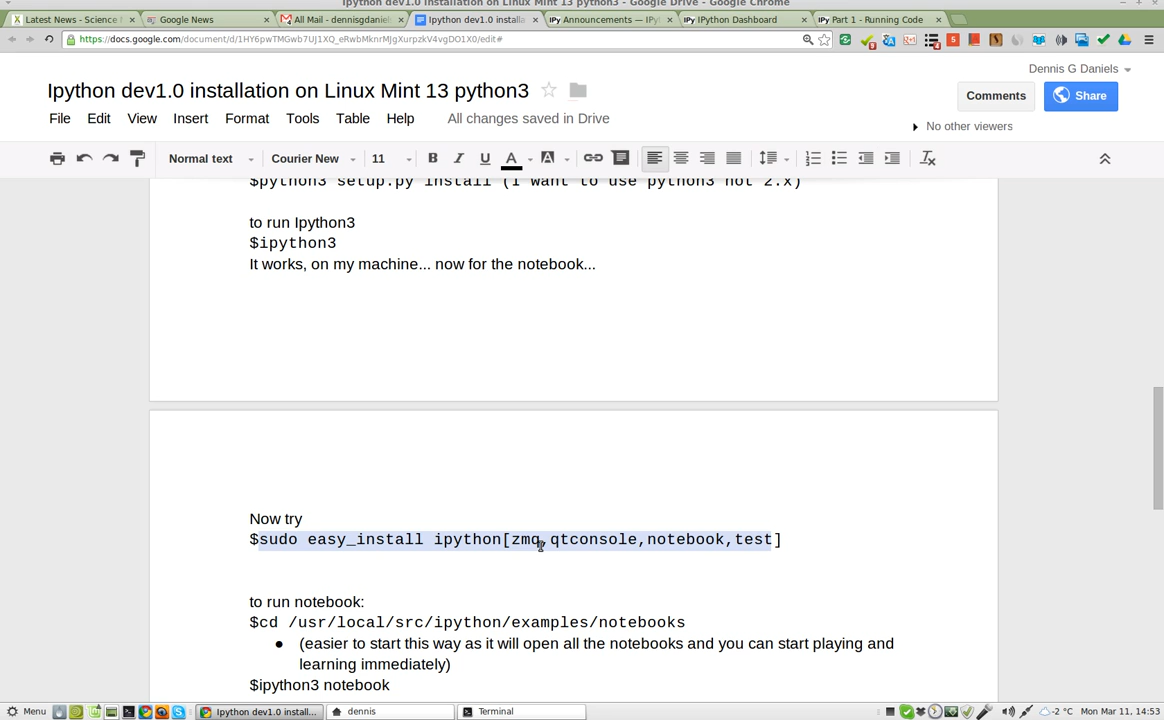 Ipython dev1.0 installation on Linux Mint 13 python3 - Google Drive - Google Chrome
Latest News - Science
Google News
All Mail - dennisgdaniel
Ipython dev1.0 installa
Announcements — IPy
IPython Dashboard
Part 1 - Running Code
https://docs.google.com/document/d/1HY6pwTMGwb7UJ1XQ_eRwbMknrMJgXurpzkV4vgDO1X0/edit#
Dennis G Daniels
Ipython dev1.0 installation on Linux Mint 13 python3
Comments
Share
File Edit View Insert Format Tools Table Help All changes saved in Drive
No other viewers
Normal text Courier New 11 B I U A A
$python3 setup.py install (I want to use python3 not 2.x)
to run Ipython3
$ipython3
It works, on my machine... now for the notebook...
Now try
$sudo easy_install ipython[zmq,qtconsole,notebook,test]
to run notebook:
$cd /usr/local/src/ipython/examples/notebooks
● (easier to start this way as it will open all the notebooks and you can start playing and
learning immediately)
$ipython3 notebook
Menu Ipython dev1.0 install... dennis Terminal -2 °C Mon Mar 11, 14:53